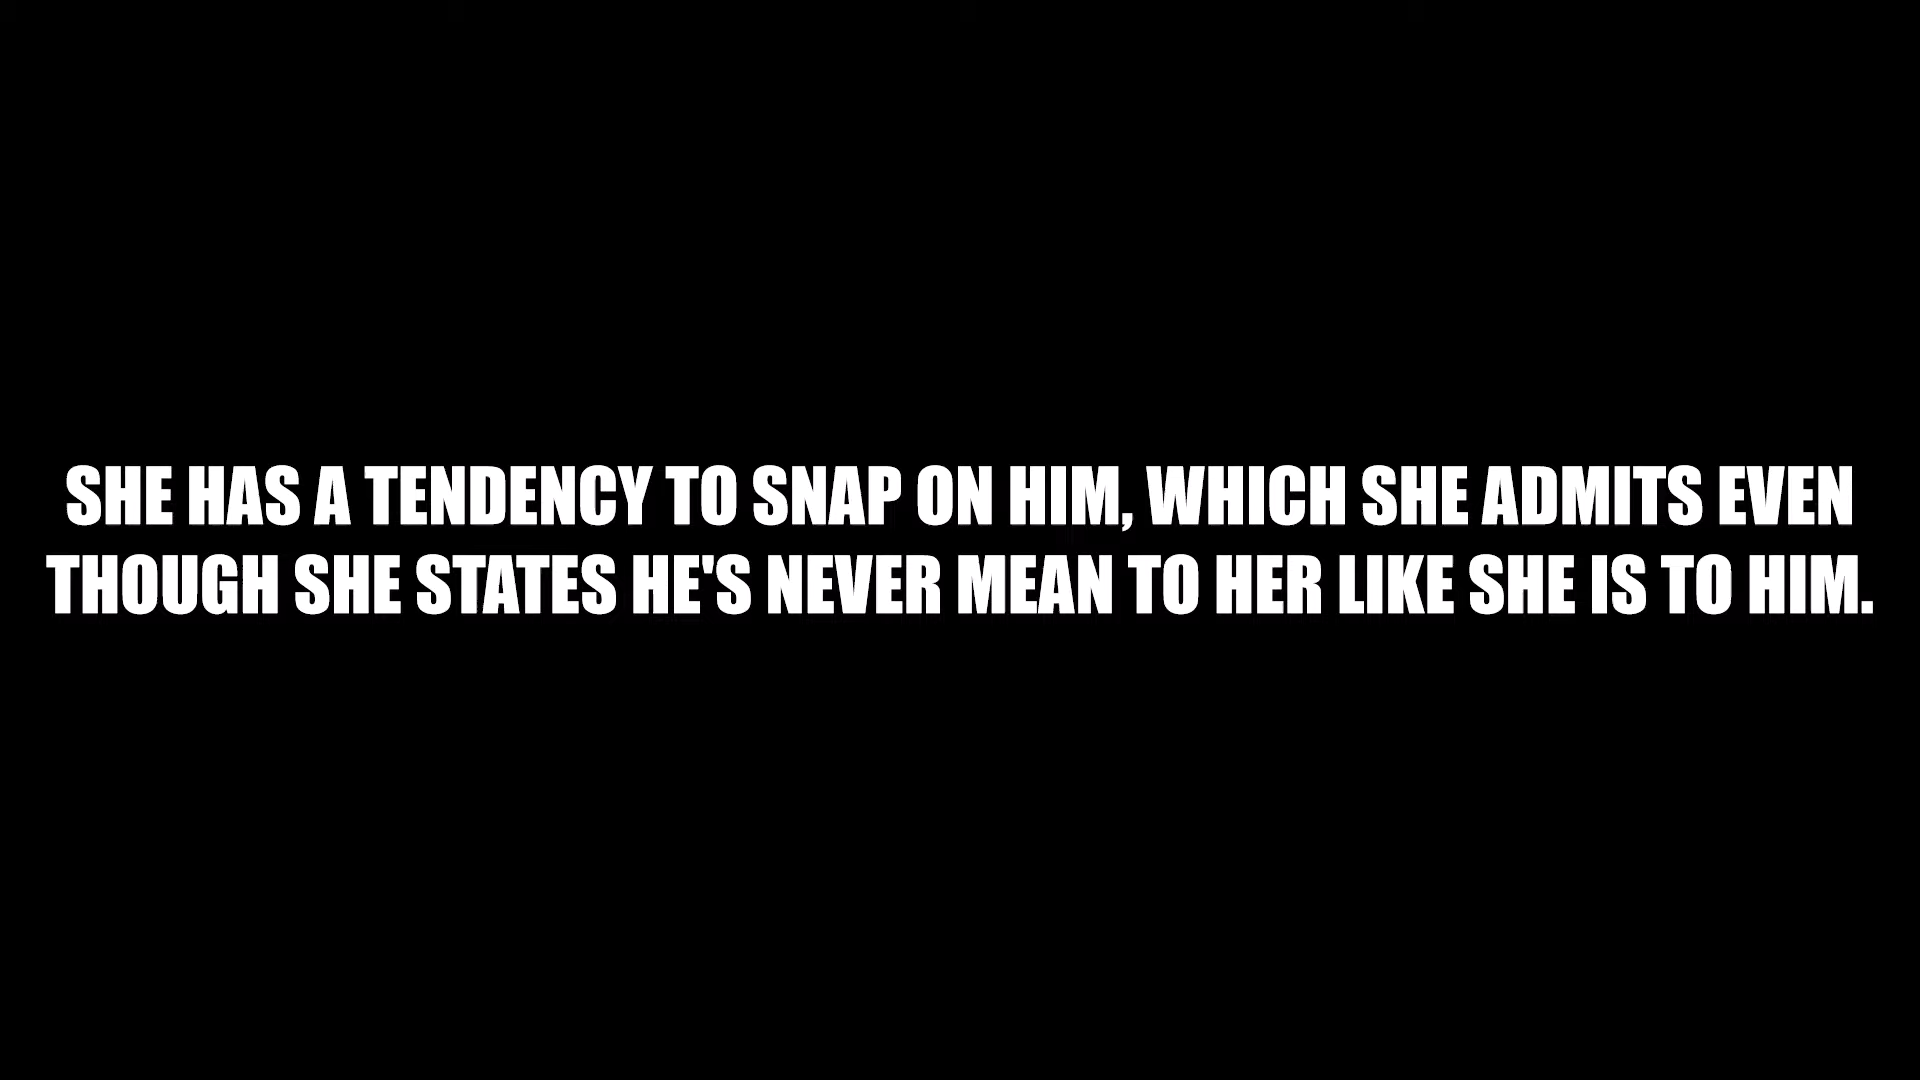 SHE HAS A TENDENCY TO SNAP ON HIM, WHICH SHE ADMITS EVEN
THOUGH SHE STATES HE'S NEVER MEAN TO HER LIKE SHE IS TO HIM.